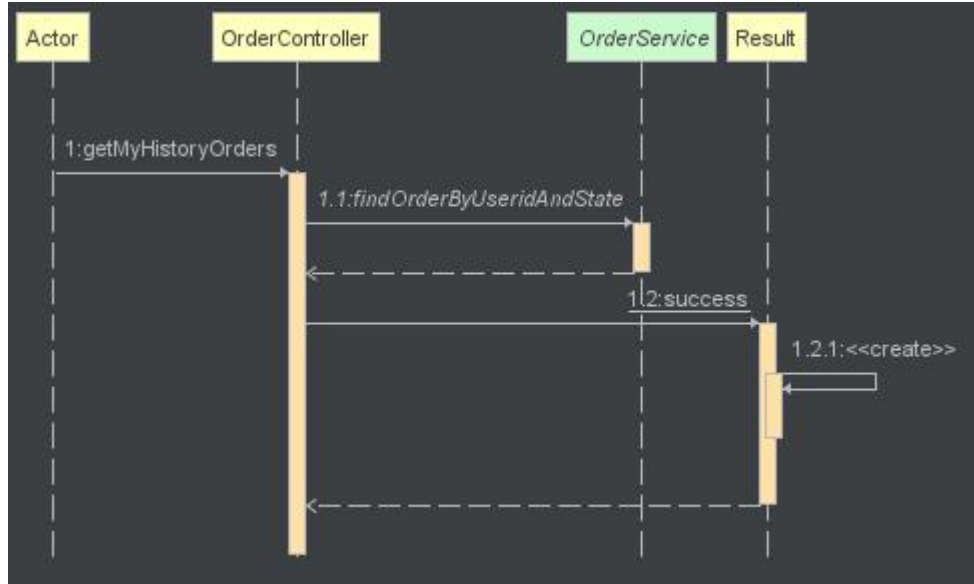 Actor
OrderController
OrderService
Result
1:getMyHistoryOrders
1.1:findOrderByUseridAndState
1.2:success
1.2.1:<<create>>